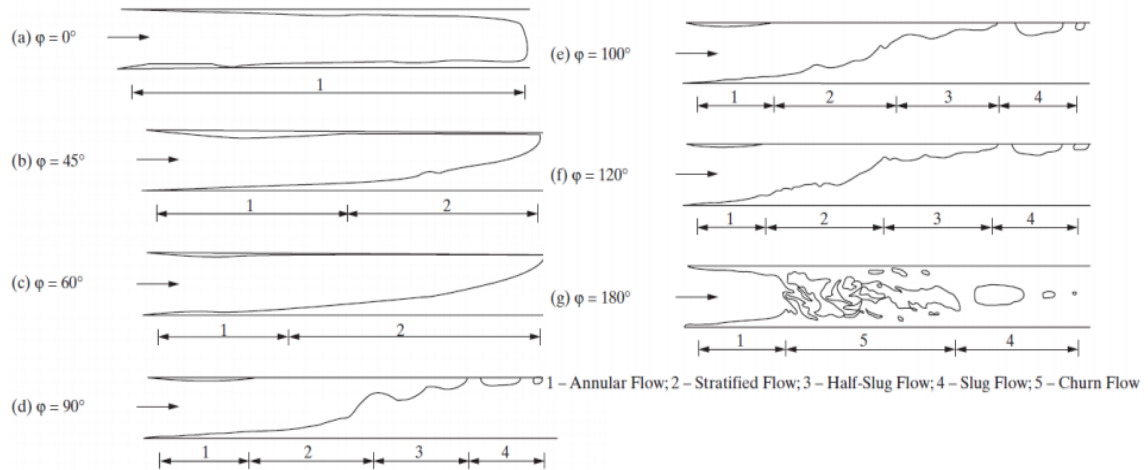 (a) φ = 0°
1
(b) φ = 45°
1 2
(c) φ = 60°
1 2
(d) φ = 90°
1 2 3 4
(e) φ = 100°
1 2 3 4
(f) φ = 120°
1 2 3 4
(g) φ = 180°
1 5 4
1 – Annular Flow; 2 – Stratified Flow; 3 – Half-Slug Flow; 4 – Slug Flow; 5 – Churn Flow